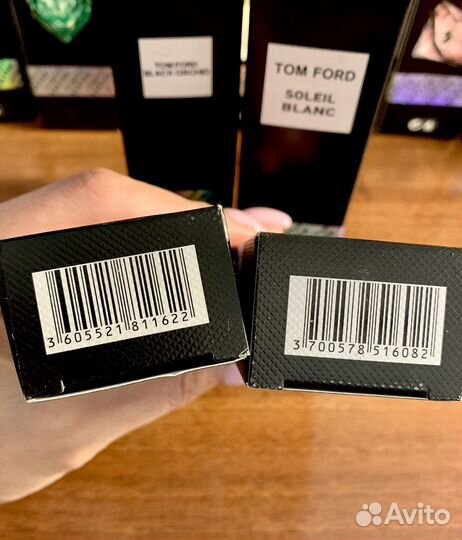 TOM FORD
BLACK ORCHID
TOM FORD
SOLEIL
BLANC
3 605521 811622
3 700578 516082
Avito